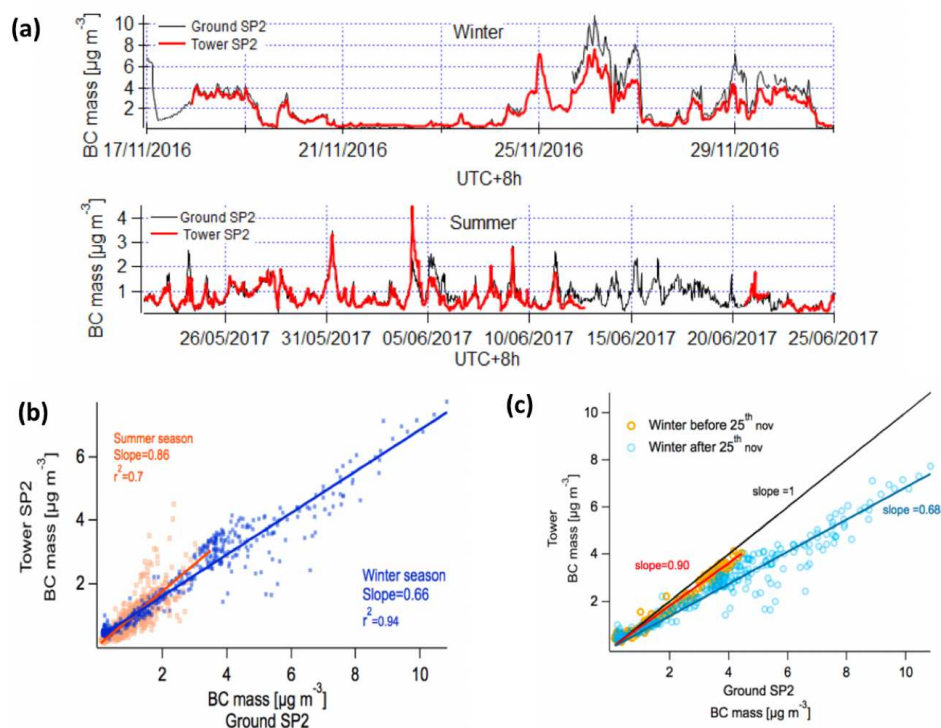 (a)
BC mass [µg m⁻³]
10
8
6
4
2
Ground SP2
Tower SP2
Winter
17/11/2016
21/11/2016
25/11/2016
29/11/2016
UTC+8h
BC mass [µg m⁻³]
4
3
2
1
Ground SP2
Tower SP2
Summer
26/05/2017
31/05/2017
05/06/2017
10/06/2017
15/06/2017
20/06/2017
25/06/2017
UTC+8h
(b)
Tower SP2
BC mass [µg m⁻³]
6
4
2
Summer season
Slope=0.86
r²=0.7
Winter season
Slope=0.66
r²=0.94
2
4
6
8
10
BC mass [µg m⁻³]
Ground SP2
(c)
Tower
BC mass [µg m⁻³]
10
8
6
4
2
Winter before 25th nov
Winter after 25th nov
slope =1
slope =0.68
slope=0.90
2
4
6
8
10
Ground SP2
BC mass [µg m⁻³]